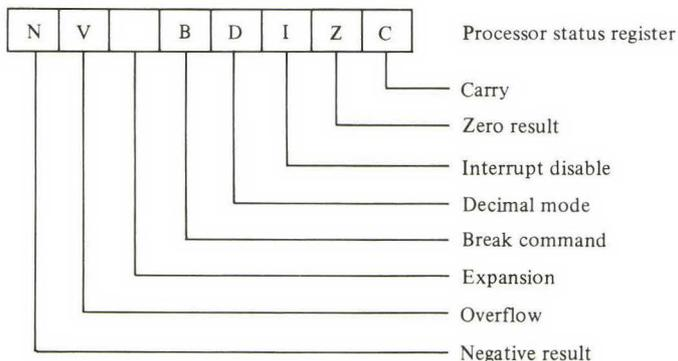 N V B D I Z C Processor status register
Carry
Zero result
Interrupt disable
Decimal mode
Break command
Expansion
Overflow
Negative result